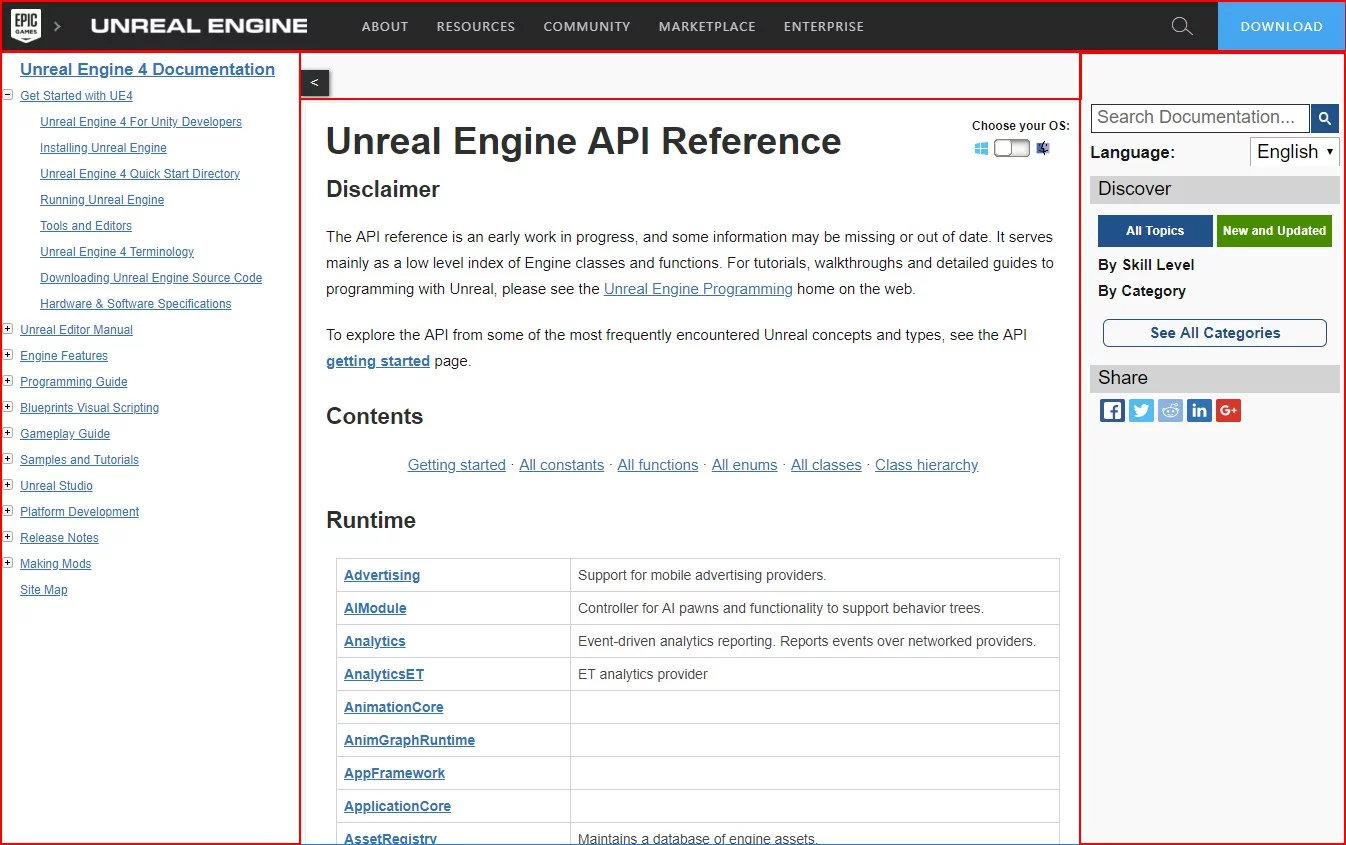 EPIC GAMES
UNREAL ENGINE
ABOUT RESOURCES COMMUNITY MARKETPLACE ENTERPRISE
DOWNLOAD
Unreal Engine 4 Documentation
Get Started with UE4
Unreal Engine 4 For Unity Developers
Installing Unreal Engine
Unreal Engine 4 Quick Start Directory
Running Unreal Engine
Tools and Editors
Unreal Engine 4 Terminology
Downloading Unreal Engine Source Code
Hardware & Software Specifications
Unreal Editor Manual
Engine Features
Programming Guide
Blueprints Visual Scripting
Gameplay Guide
Samples and Tutorials
Unreal Studio
Platform Development
Release Notes
Making Mods
Site Map
<
Unreal Engine API Reference
Choose your OS:
Disclaimer
The API reference is an early work in progress, and some information may be missing or out of date. It serves
mainly as a low level index of Engine classes and functions. For tutorials, walkthroughs and detailed guides to
programming with Unreal, please see the Unreal Engine Programming home on the web.
To explore the API from some of the most frequently encountered Unreal concepts and types, see the API
getting started page.
Contents
Getting started · All constants · All functions · All enums · All classes · Class hierarchy
Runtime
Advertising Support for mobile advertising providers.
AIModule Controller for AI pawns and functionality to support behavior trees.
Analytics Event-driven analytics reporting. Reports events over networked providers.
AnalyticsET ET analytics provider
AnimationCore
AnimGraphRuntime
AppFramework
ApplicationCore
AssetRegistry Maintains a database of engine assets.
Search Documentation...
Language: English
Discover
All Topics New and Updated
By Skill Level
By Category
See All Categories
Share
f in G+